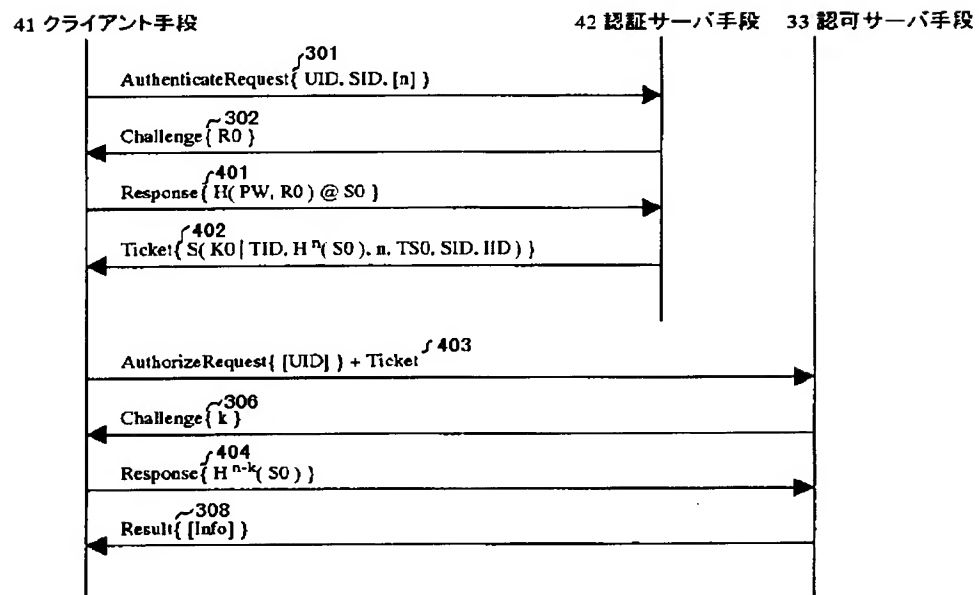 41 クライアント手段 42 認証サーバ手段 33 認可サーバ手段
301
AuthenticateRequest{ UID, SID, [n] }
302
Challenge{ R0 }
401
Response{ H( PW, R0 ) @ S0 }
402
Ticket{ S( K0 | TID, H^n( S0 ), n, TS0, SID, IID ) }
403
AuthorizeRequest{ [UID] } + Ticket
306
Challenge{ k }
404
Response{ H^n-k( S0 ) }
308
Result{ [Info] }